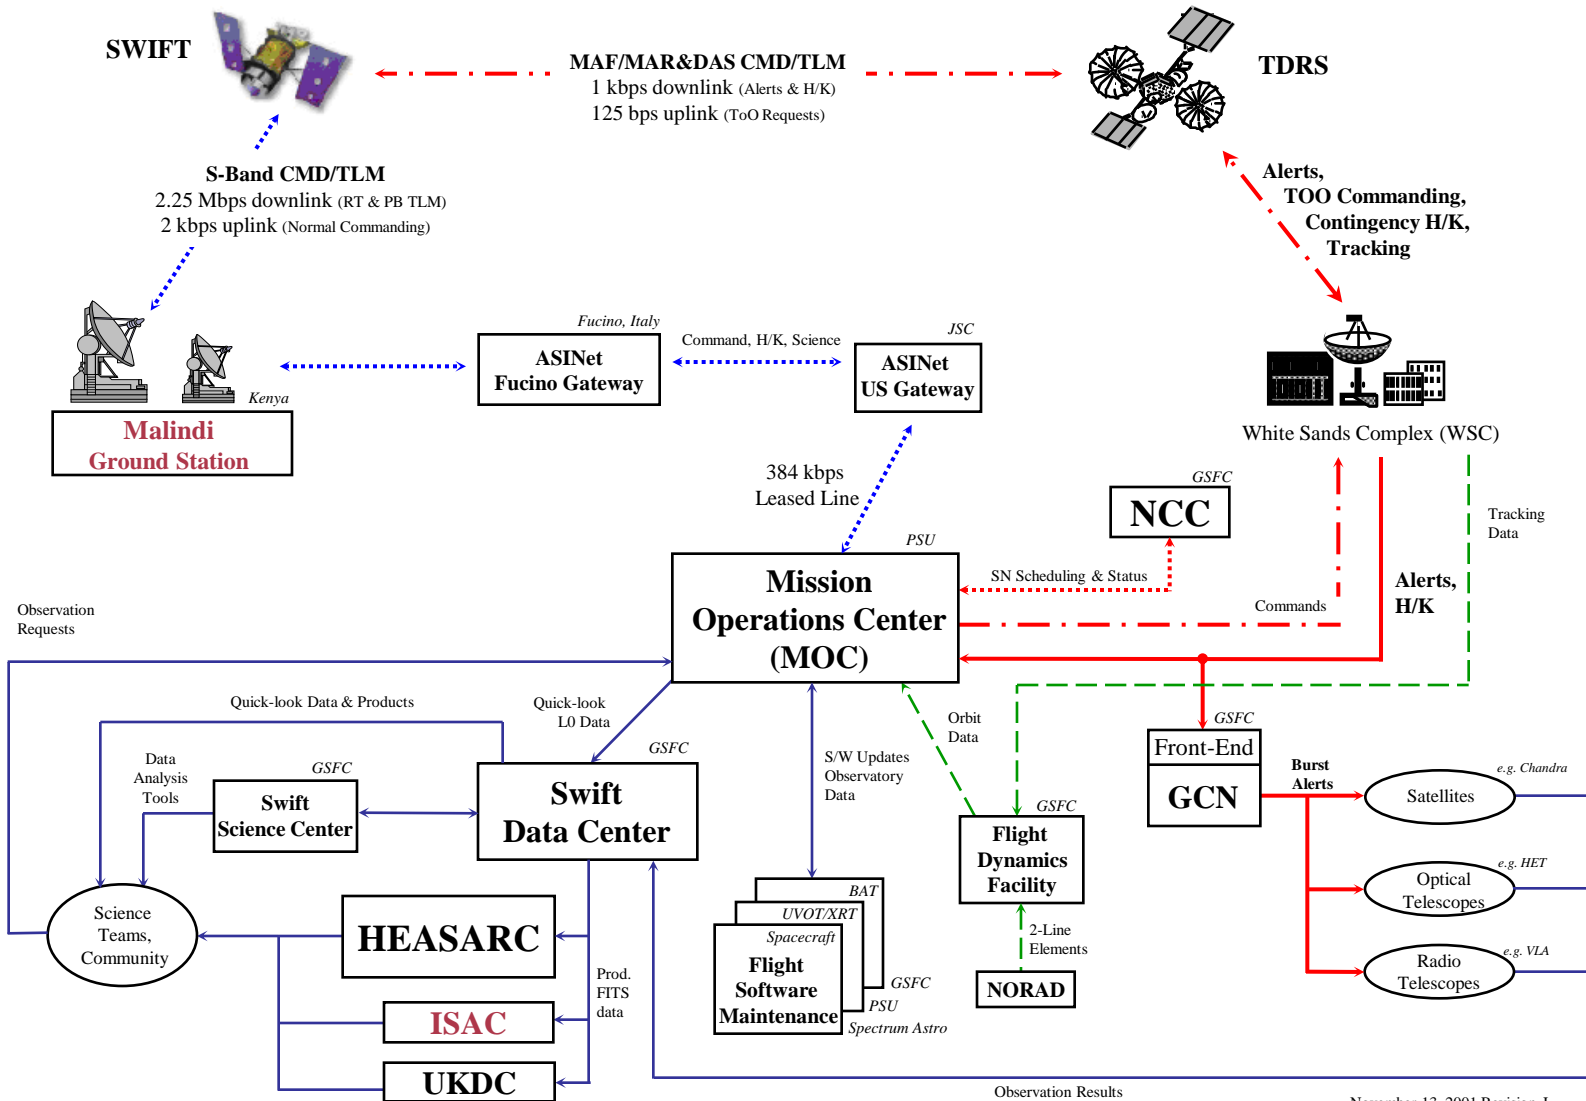 SWIFT
MAF/MAR&DAS CMD/TLM
1 kbps downlink (Alerts & H/K)
125 bps uplink (ToO Requests)
TDRS
S-Band CMD/TLM
2.25 Mbps downlink (RT & PB TLM)
2 kbps uplink (Normal Commanding)
Alerts,
TOO Commanding,
Contingency H/K,
Tracking
Kenya
Malindi
Ground Station
Fucino, Italy
ASINet
Fucino Gateway
Command, H/K, Science
JSC
ASINet
US Gateway
White Sands Complex (WSC)
384 kbps
Leased Line
GSFC
NCC
Tracking
Data
PSU
Mission
Operations Center
(MOC)
SN Scheduling & Status
Commands
Alerts,
H/K
Observation
Requests
Quick-look Data & Products
Quick-look
L0 Data
Orbit
Data
S/W Updates
Observatory
Data
Data
Analysis
Tools
GSFC
Swift
Science Center
GSFC
Swift
Data Center
GSFC
Front-End
GCN
Burst
Alerts
e.g. Chandra
Satellites
GSFC
Flight
Dynamics
Facility
e.g. HET
Optical
Telescopes
e.g. VLA
Radio
Telescopes
Science
Teams,
Community
HEASARC
ISAC
UKDC
Prod.
FITS
data
BAT
UVOT/XRT
Spacecraft
Flight
Software
Maintenance
GSFC
PSU
Spectrum Astro
2-Line
Elements
NORAD
Observation Results